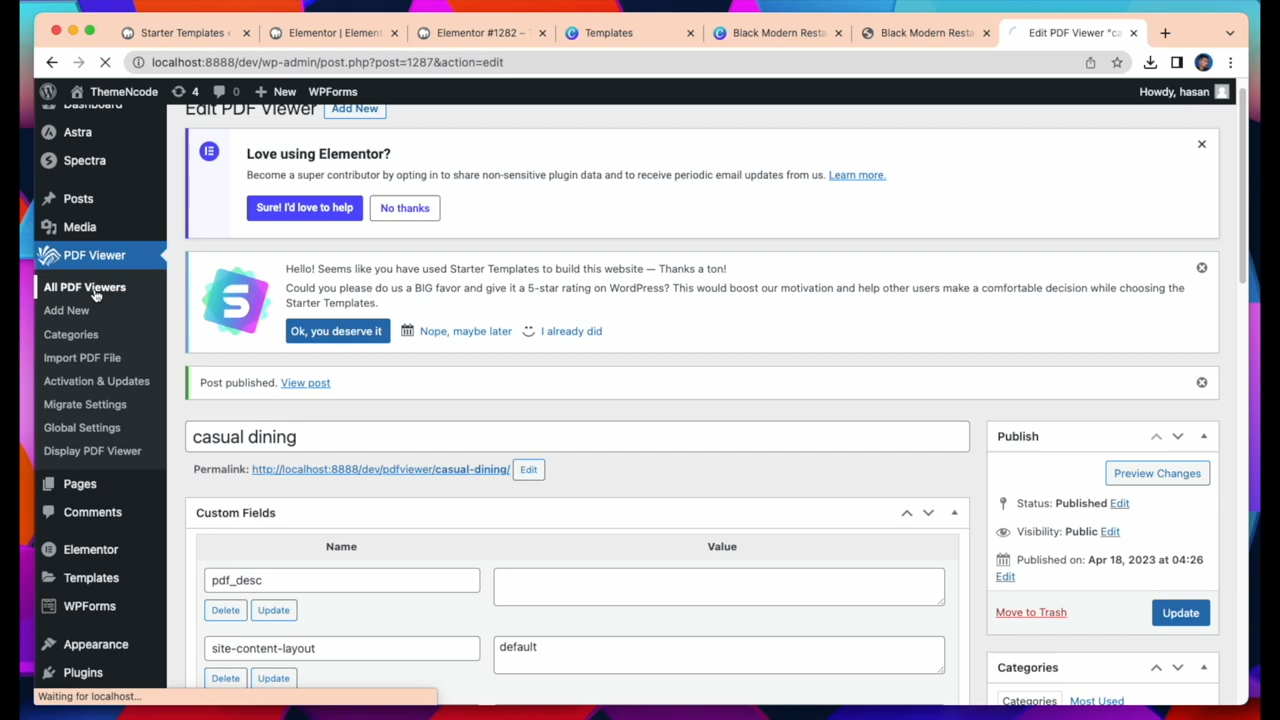 Starter Templates
Elementor | Element
Elementor #1282 –
Templates
Black Modern Resta
Black Modern Resta
Edit PDF Viewer "ca
localhost:8888/dev/wp-admin/post.php?post=1287&action=edit
ThemeNcode
4
0
New
WPForms
Howdy, hasan
Dashboard
Astra
Spectra
Posts
Media
PDF Viewer
All PDF Viewers
Add New
Categories
Import PDF File
Activation & Updates
Migrate Settings
Global Settings
Display PDF Viewer
Pages
Comments
Elementor
Templates
WPForms
Appearance
Plugins
Waiting for localhost...
Edit PDF Viewer
Add New
Love using Elementor?
Become a super contributor by opting in to share non-sensitive plugin data and to receive periodic email updates from us. Learn more.
Sure! I'd love to help
No thanks
Hello! Seems like you have used Starter Templates to build this website — Thanks a ton!
Could you please do us a BIG favor and give it a 5-star rating on WordPress? This would boost our motivation and help other users make a comfortable decision while choosing the
Starter Templates.
Ok, you deserve it
Nope, maybe later
I already did
Post published. View post
casual dining
Permalink: http://localhost:8888/dev/pdfviewer/casual-dining/
Edit
Custom Fields
Name
Value
pdf_desc
Delete
Update
site-content-layout
default
Delete
Update
Publish
Preview Changes
Status: Published Edit
Visibility: Public Edit
Published on: Apr 18, 2023 at 04:26
Edit
Move to Trash
Update
Categories
Categories
Most Used